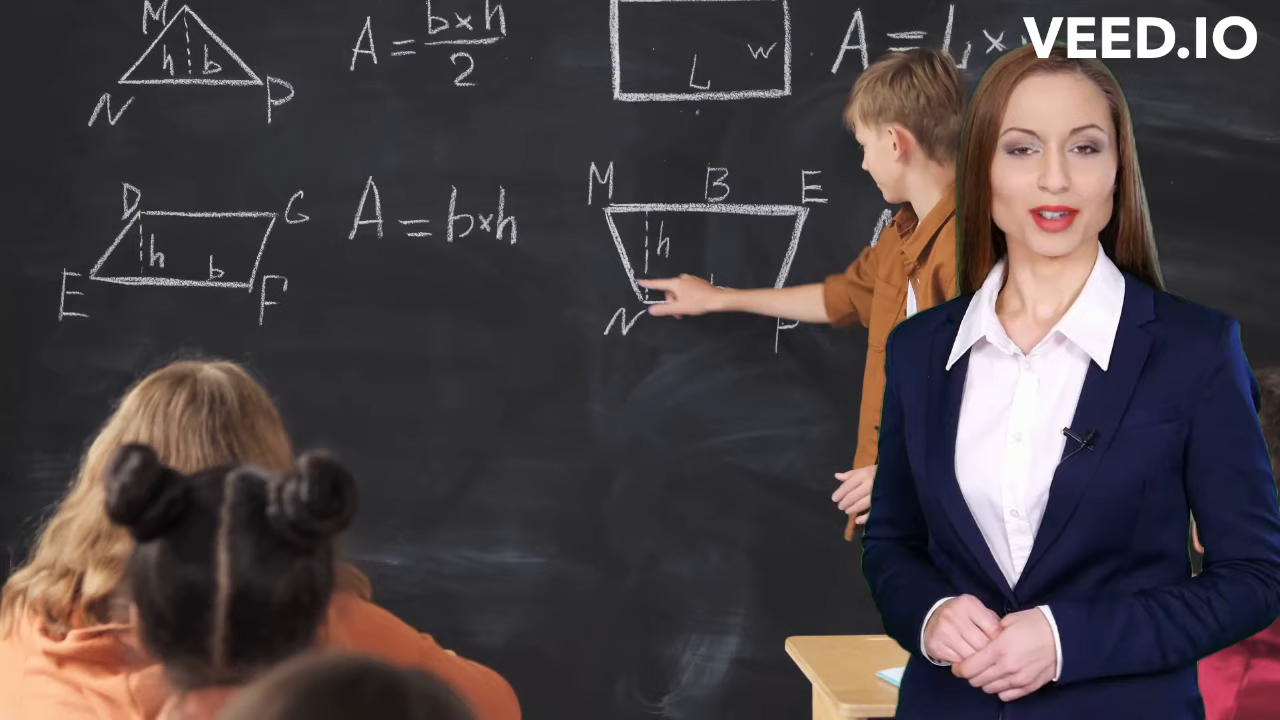 M
A = b×h
2
h b
N P
W
L
A = L ×
VEED.IO
D G
h
b
E F
A = b×h
M B E
h
N P